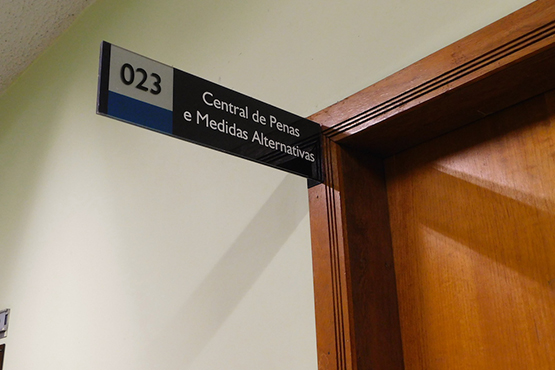 023
Central de Penas
e Medidas Alternativas